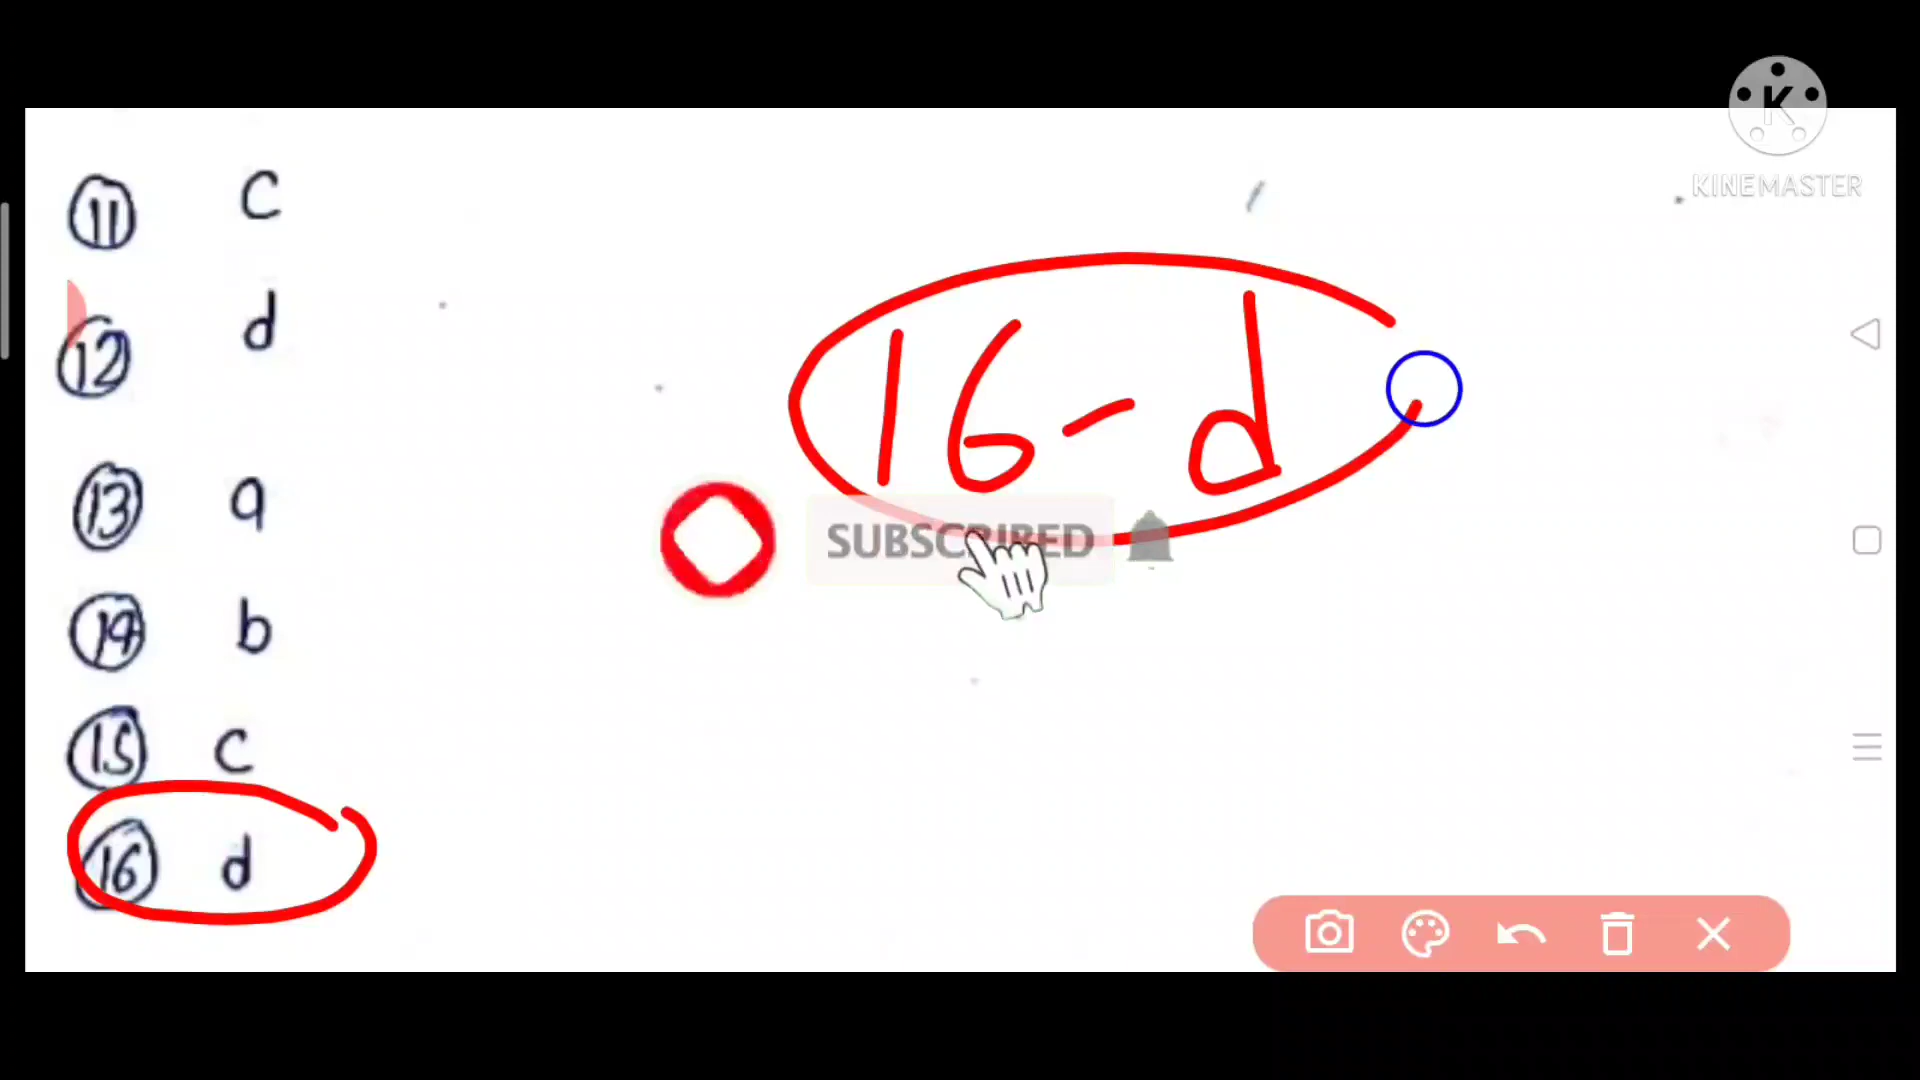 11 c
KINEMASTER
12 d
16-d
13 a
SUBSCRIBED
14 b
15 c
16 d